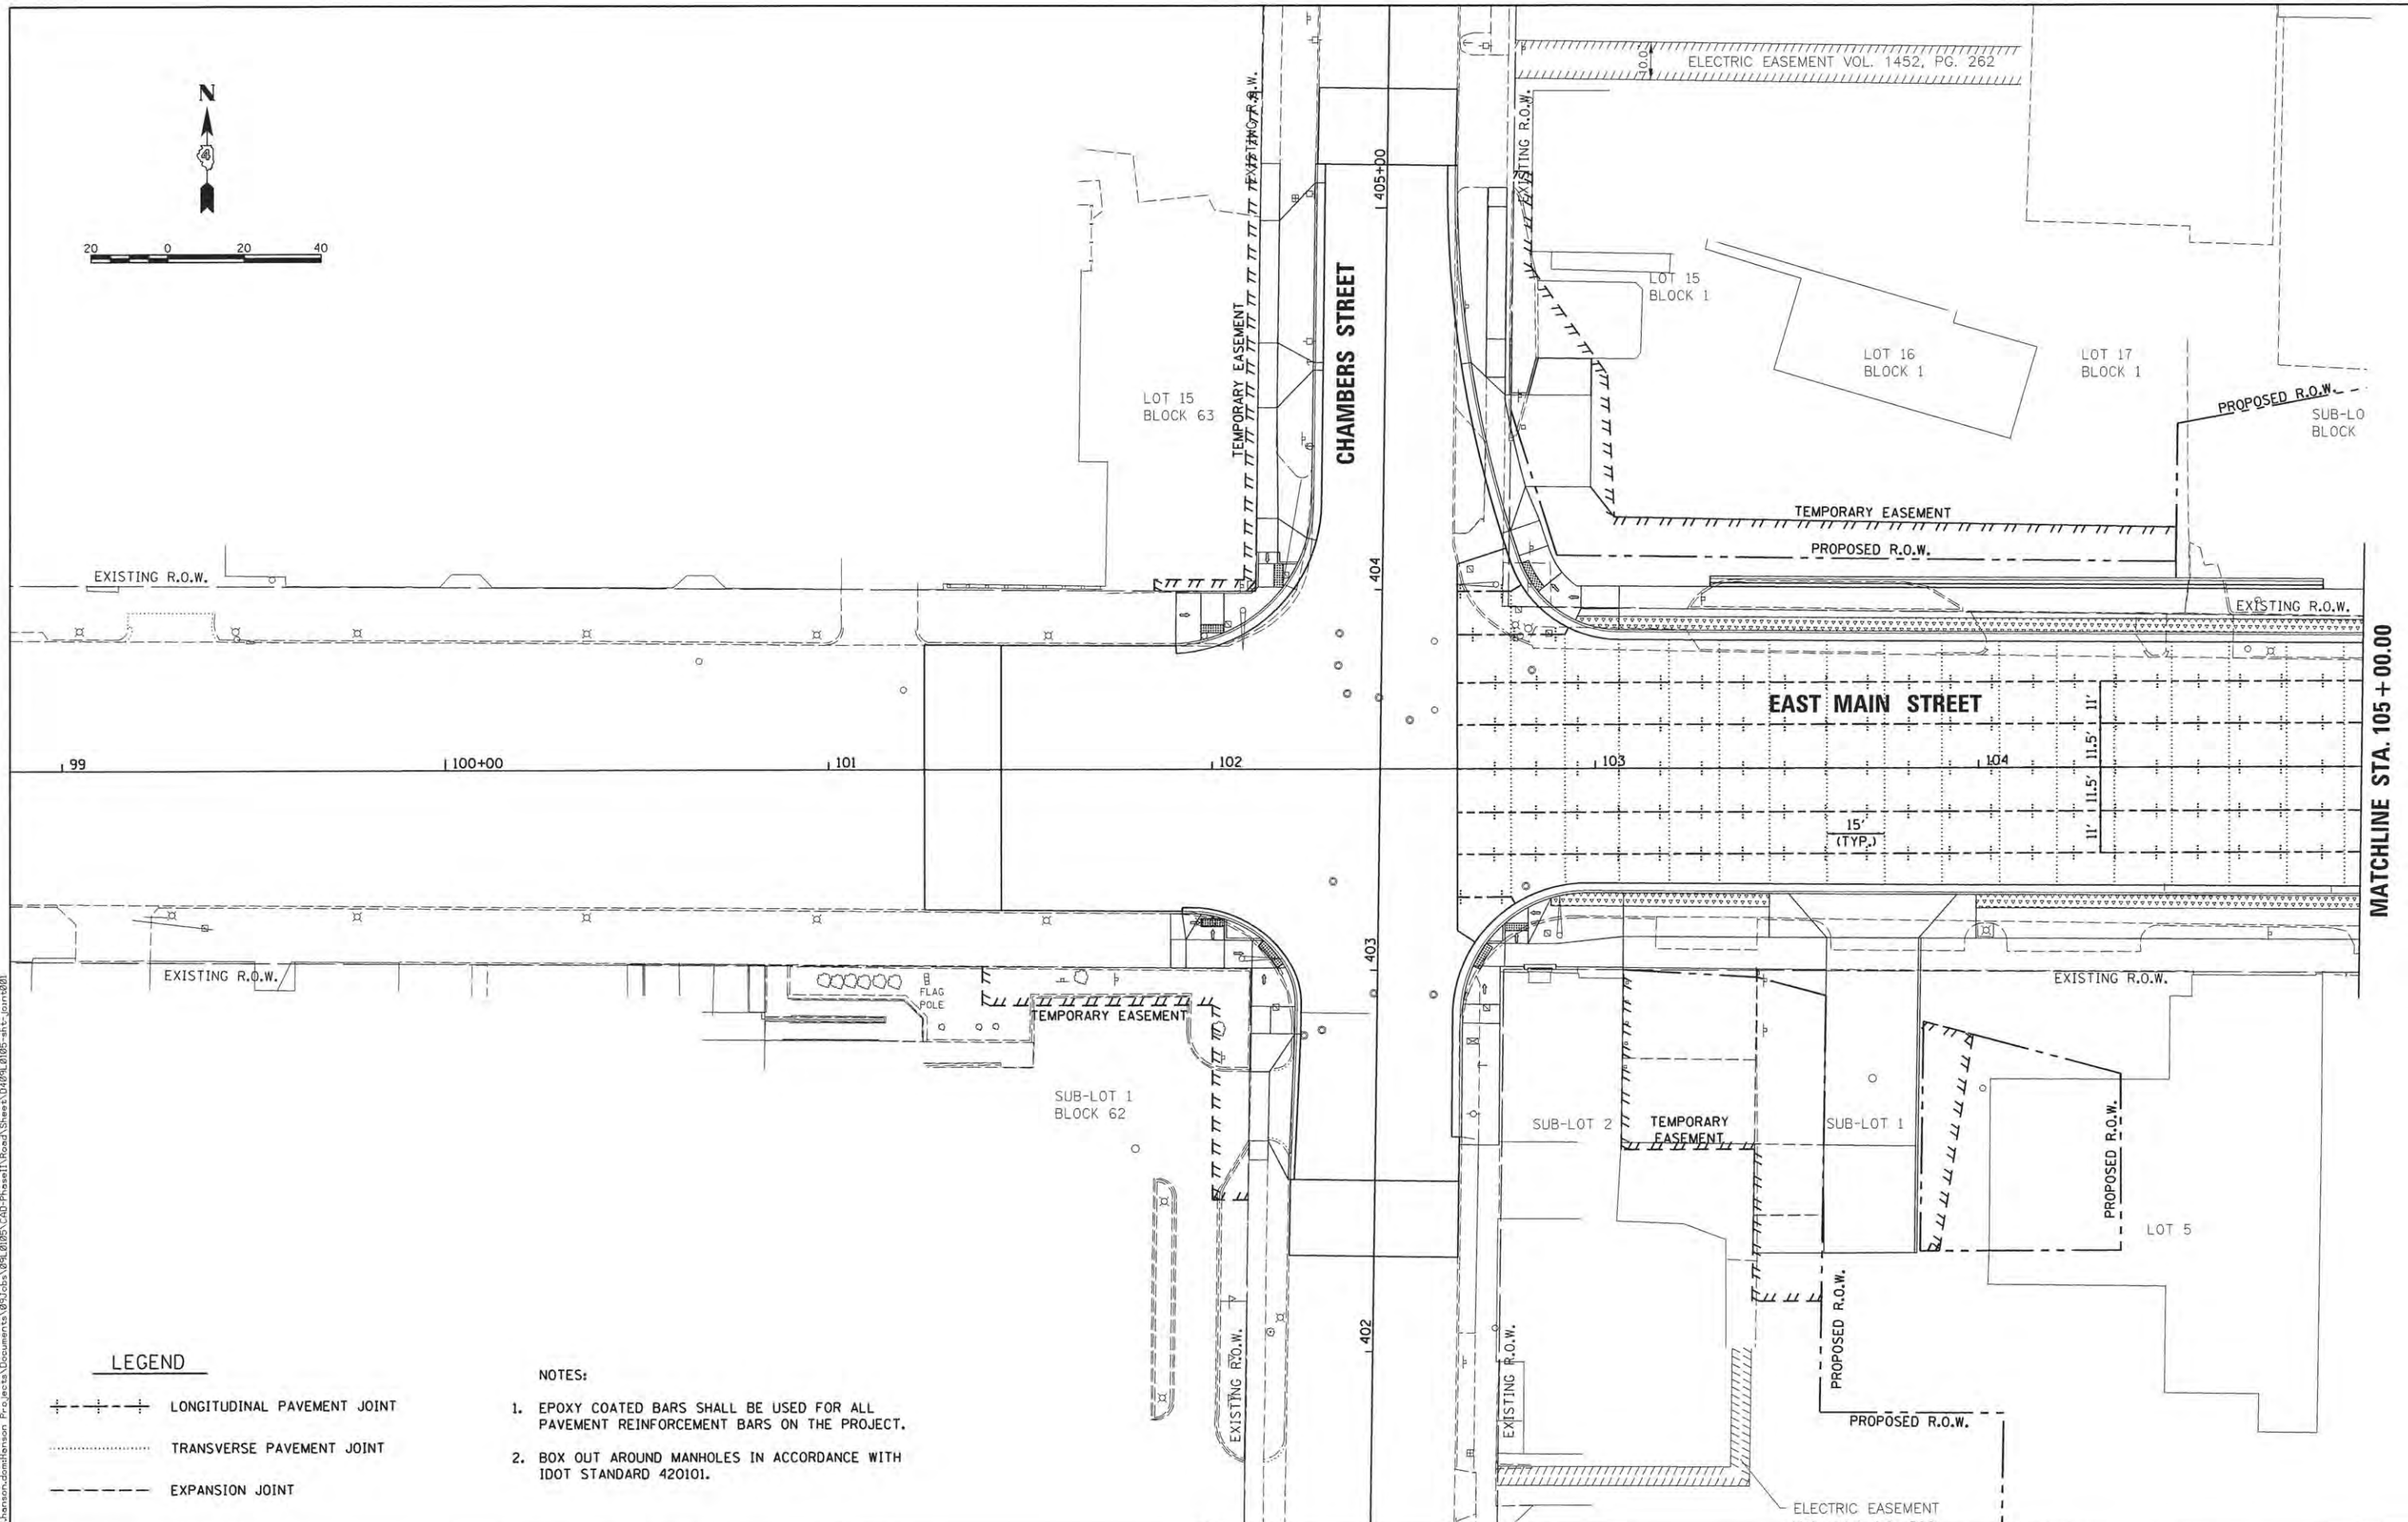 ELECTRIC EASEMENT VOL. 1452, PG. 262
10.0
N
4
20 0 20 40
EXISTING R.O.W.
EXISTING R.O.W.
405+00
CHAMBERS STREET
TEMPORARY EASEMENT
LOT 15
BLOCK 63
LOT 15
BLOCK 1
LOT 16
BLOCK 1
LOT 17
BLOCK 1
PROPOSED R.O.W.
SUB-LO
BLOCK
TEMPORARY EASEMENT
PROPOSED R.O.W.
404
EXISTING R.O.W.
EXISTING R.O.W.
EAST MAIN STREET
11'
11.5'
11.5'
11'
15'
(TYP.)
MATCHLINE STA. 105+00.00
99
100+00
101
102
103
104
403
EXISTING R.O.W.
FLAG
POLE
TEMPORARY EASEMENT
EXISTING R.O.W.
SUB-LOT 1
BLOCK 62
SUB-LOT 2
TEMPORARY
EASEMENT
SUB-LOT 1
PROPOSED R.O.W.
LOT 5
402
EXISTING R.O.W.
EXISTING R.O.W.
PROPOSED R.O.W.
PROPOSED R.O.W.
ELECTRIC EASEMENT
LEGEND
LONGITUDINAL PAVEMENT JOINT
TRANSVERSE PAVEMENT JOINT
EXPANSION JOINT
NOTES:
1. EPOXY COATED BARS SHALL BE USED FOR ALL
PAVEMENT REINFORCEMENT BARS ON THE PROJECT.
2. BOX OUT AROUND MANHOLES IN ACCORDANCE WITH
IDOT STANDARD 420101.